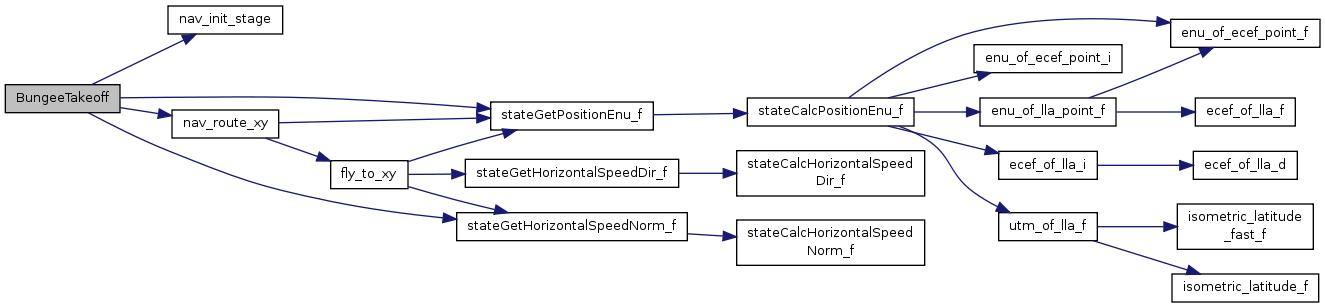 BungeeTakeoff
nav_init_stage
nav_route_xy
fly_to_xy
stateGetPositionEnu_f
stateGetHorizontalSpeedDir_f
stateGetHorizontalSpeedNorm_f
stateCalcPositionEnu_f
stateCalcHorizontalSpeed
Dir_f
stateCalcHorizontalSpeed
Norm_f
enu_of_ecef_point_i
enu_of_lla_point_f
ecef_of_lla_i
utm_of_lla_f
enu_of_ecef_point_f
ecef_of_lla_f
ecef_of_lla_d
isometric_latitude
_fast_f
isometric_latitude_f